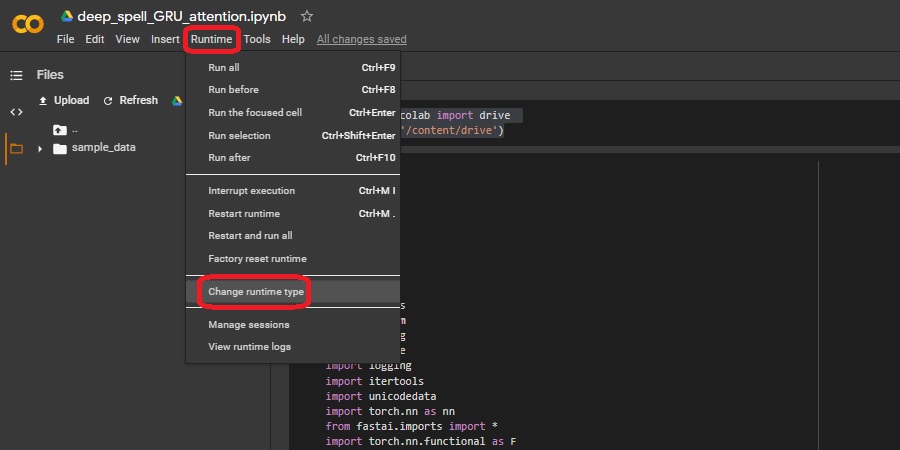 deep_spell_GRU_attention.ipynb
File Edit View Insert Runtime Tools Help All changes saved
Files
Upload Refresh
..
sample_data
Run all Ctrl+F9
Run before Ctrl+F8
Run the focused cell Ctrl+Enter
Run selection Ctrl+Shift+Enter
Run after Ctrl+F10
Interrupt execution Ctrl+M I
Restart runtime Ctrl+M .
Restart and run all
Factory reset runtime
Change runtime type
Manage sessions
View runtime logs
colab import drive
'/content/drive')
s
m
g
e
import logging
import itertools
import unicodedata
import torch.nn as nn
from fastai.imports import *
import torch.nn.functional as F